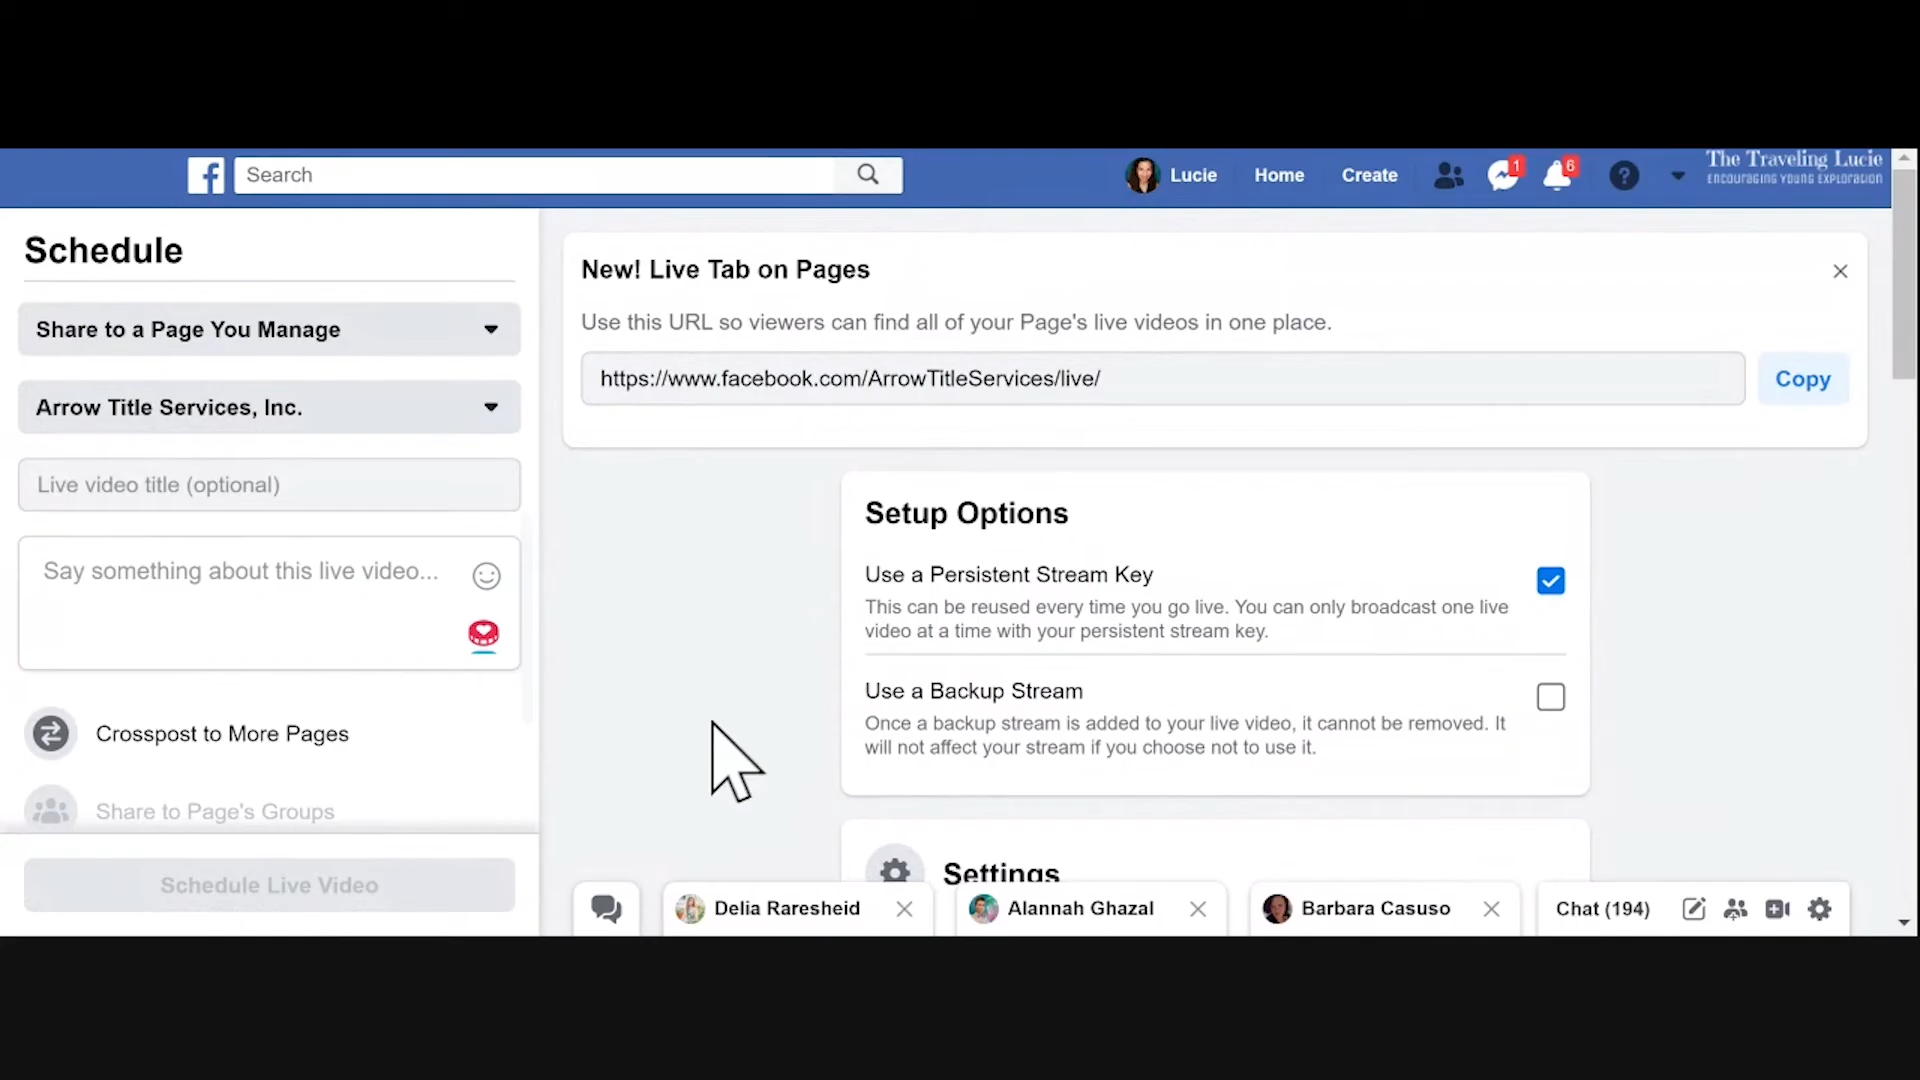 Search
Lucie
Home
Create
1
6
The Traveling Lucie
ENCOURAGING YOUNG EXPLORATION
Schedule
Share to a Page You Manage
Arrow Title Services, Inc.
Live video title (optional)
Say something about this live video...
Crosspost to More Pages
Share to Page's Groups
Schedule Live Video
New! Live Tab on Pages
Use this URL so viewers can find all of your Page's live videos in one place.
https://www.facebook.com/ArrowTitleServices/live/
Copy
Setup Options
Use a Persistent Stream Key
This can be reused every time you go live. You can only broadcast one live
video at a time with your persistent stream key.
Use a Backup Stream
Once a backup stream is added to your live video, it cannot be removed. It
will not affect your stream if you choose not to use it.
Settings
Delia Raresheid
Alannah Ghazal
Barbara Casuso
Chat (194)